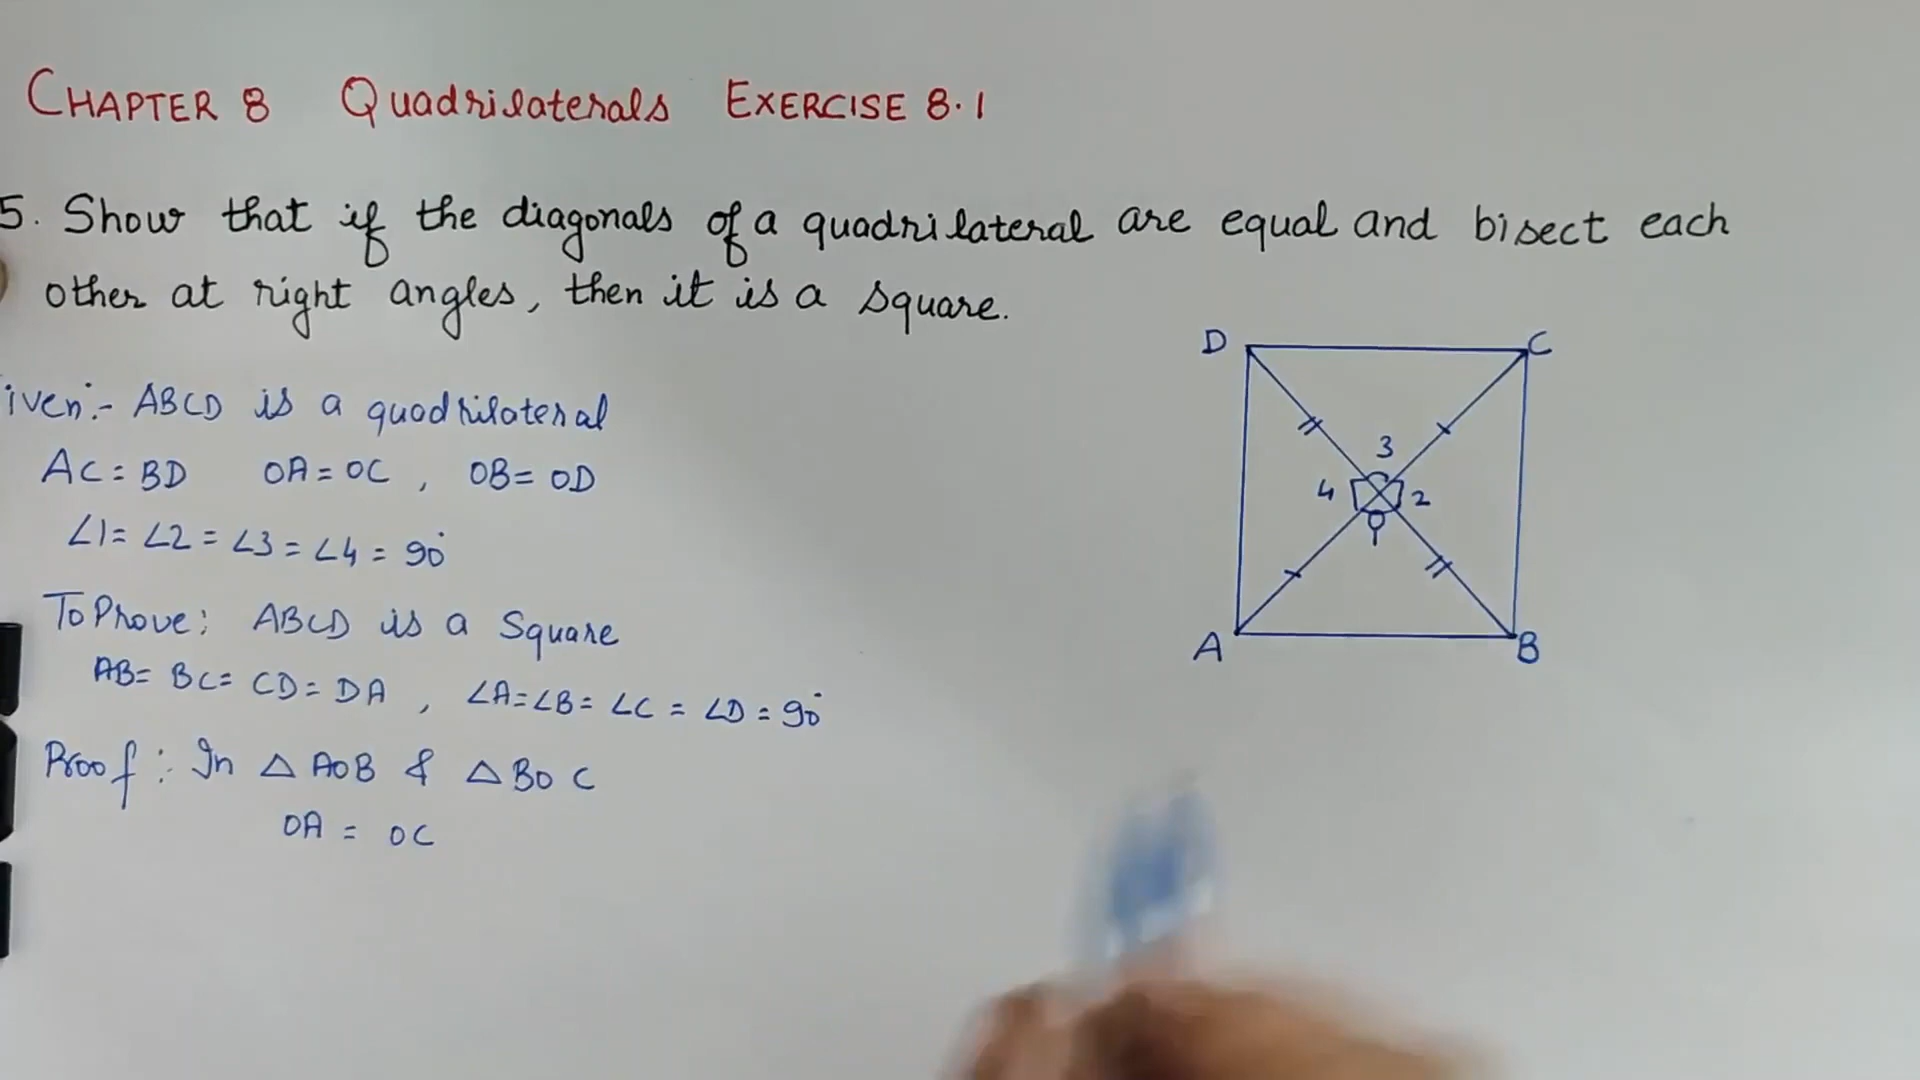 CHAPTER 8 Quadrilaterals EXERCISE 8.1
5. Show that if the diagonals of a quadrilateral are equal and bisect each
other at right angles, then it is a square.
iven:- ABCD is a quadrilateral
AC = BD OA = OC , OB = OD
∠1 = ∠2 = ∠3 = ∠4 = 90°
To Prove: ABCD is a Square
AB = BC = CD = DA , ∠A = ∠B = ∠C = ∠D = 90°
Proof :- In △ AOB & △ BOC
OA = OC
D C
3
4 2
O
1
A B